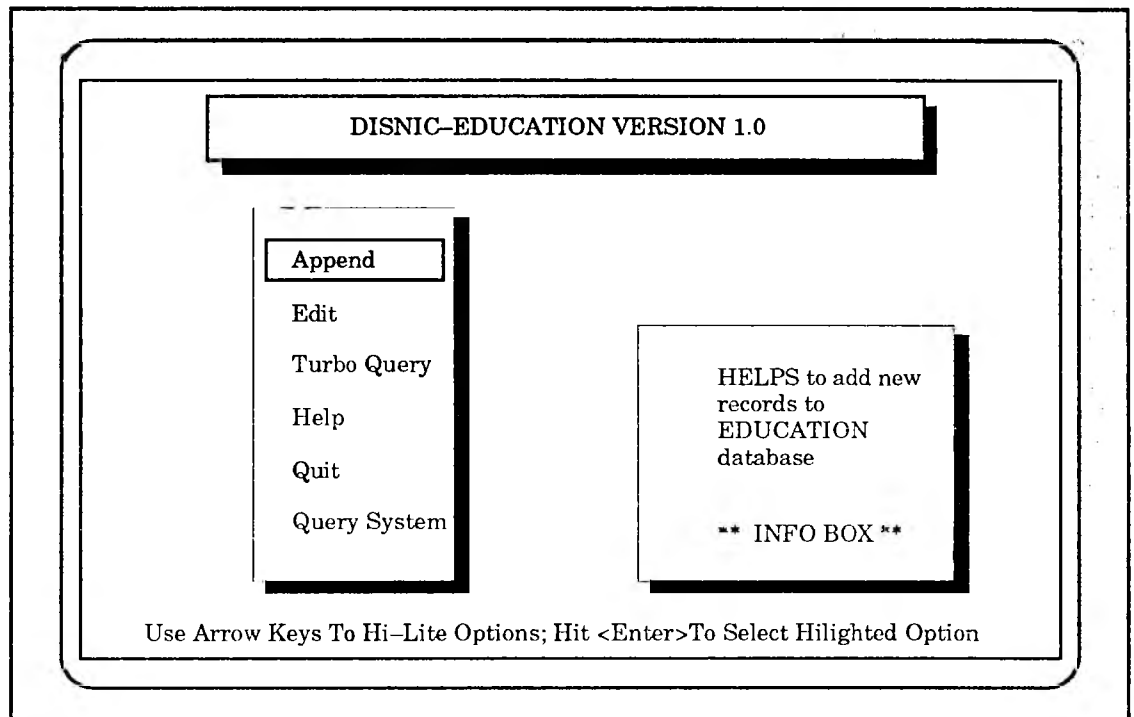 DISNIC–EDUCATION VERSION 1.0
Append
Edit
Turbo Query
Help
Quit
Query System
HELPS to add new
records to
EDUCATION
database
** INFO BOX **
Use Arrow Keys To Hi–Lite Options; Hit <Enter>To Select Hilighted Option